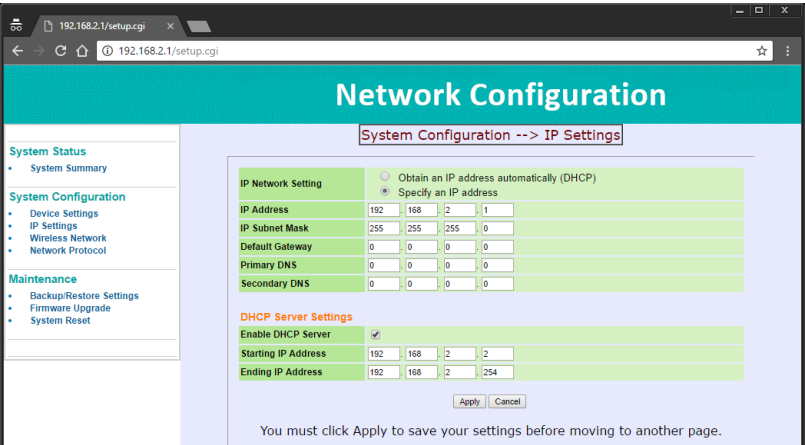 192.168.2.1/setup.cgi
192.168.2.1/setup.cgi
Network Configuration
System Configuration --> IP Settings
System Status
System Summary
System Configuration
Device Settings
IP Settings
Wireless Network
Network Protocol
Maintenance
Backup/Restore Settings
Firmware Upgrade
System Reset
IP Network Setting
Obtain an IP address automatically (DHCP)
Specify an IP address
IP Address 192 . 168 . 2 . 1
IP Subnet Mask 255 . 255 . 255 . 0
Default Gateway 0 . 0 . 0 . 0
Primary DNS 0 . 0 . 0 . 0
Secondary DNS 0 . 0 . 0 . 0
DHCP Server Settings
Enable DHCP Server
Starting IP Address 192 . 168 . 2 . 2
Ending IP Address 192 . 168 . 2 . 254
Apply Cancel
You must click Apply to save your settings before moving to another page.